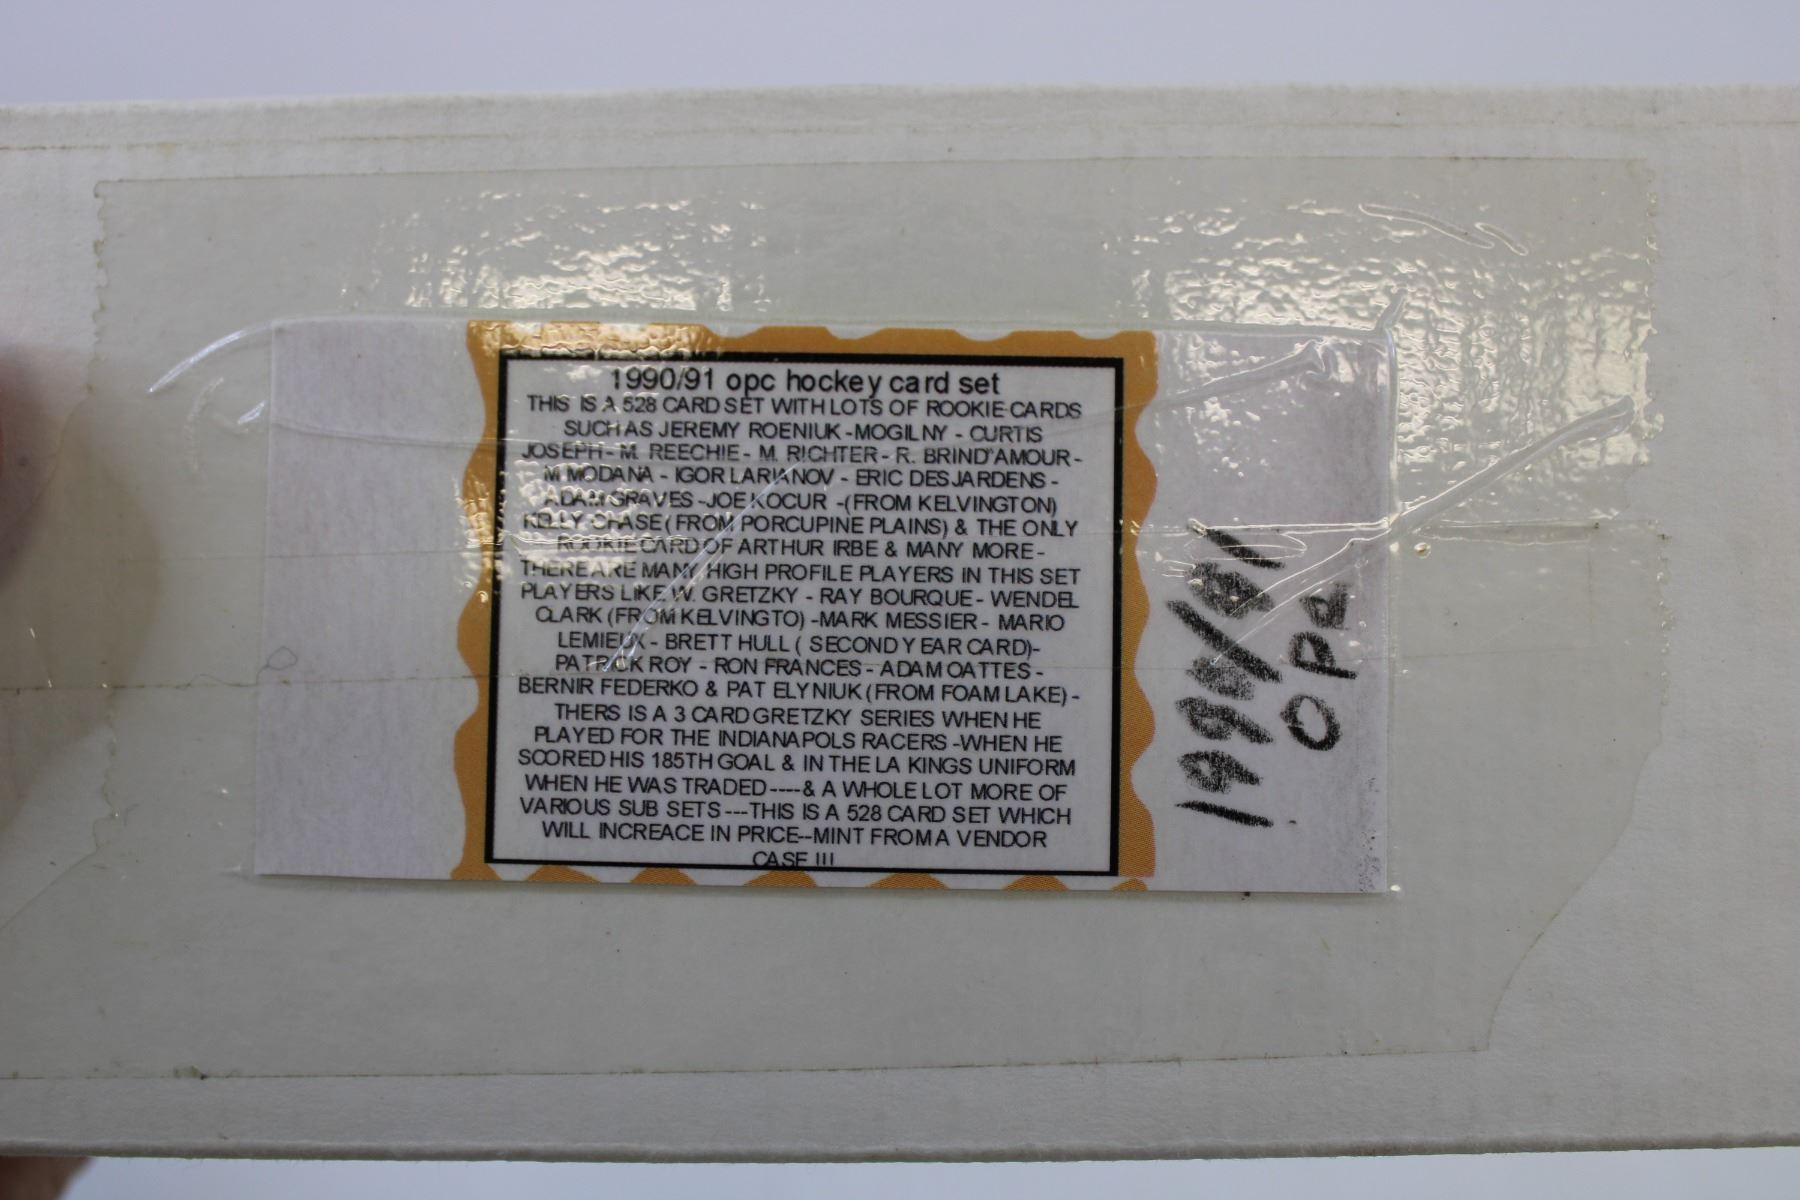 1990/91 opc hockey card set
THIS IS A 528 CARD SET WITH LOTS OF ROOKIE CARDS
SUCH AS JEREMY ROENIUK -MOGILNY - CURTIS
JOSEPH - M. REECHIE - M. RICHTER - R. BRIND"AMOUR -
M MODANA - IGOR LARIANOV - ERIC DESJARDENS -
ADAM GRAVES -JOE KOCUR -(FROM KELVINGTON)
KELLY CHASE (FROM PORCUPINE PLAINS) & THE ONLY
ROOKIE CARD OF ARTHUR IRBE & MANY MORE -
THERE ARE MANY HIGH PROFILE PLAYERS IN THIS SET
PLAYERS LIKE W. GRETZKY - RAY BOURQUE - WENDEL
CLARK (FROM KELVINGTO) -MARK MESSIER - MARIO
LEMIEUX - BRETT HULL ( SECOND YEAR CARD)-
PATRICK ROY - RON FRANCES - ADAM OATTES -
BERNIR FEDERKO & PAT ELYNIUK (FROM FOAM LAKE) -
THERS IS A 3 CARD GRETZKY SERIES WHEN HE
PLAYED FOR THE INDIANAPOLS RACERS -WHEN HE
SCORED HIS 185TH GOAL & IN THE LA KINGS UNIFORM
WHEN HE WAS TRADED ----& A WHOLE LOT MORE OF
VARIOUS SUB SETS ---THIS IS A 528 CARD SET WHICH
WILL INCREACE IN PRICE--MINT FROM A VENDOR
CASE !!!
1990/91
OPC